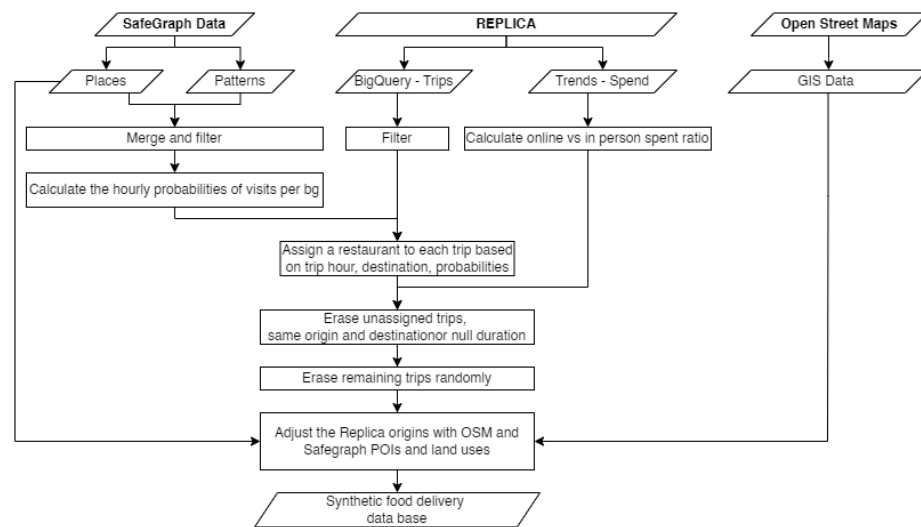 SafeGraph Data
REPLICA
Open Street Maps
Places
Patterns
BigQuery - Trips
Trends - Spend
GIS Data
Merge and filter
Filter
Calculate online vs in person spent ratio
Calculate the hourly probabilities of visits per bg
Assign a restaurant to each trip based
on trip hour, destination, probabilities
Erase unassigned trips,
same origin and destinationor null duration
Erase remaining trips randomly
Adjust the Replica origins with OSM and
Safegraph POIs and land uses
Synthetic food delivery
data base